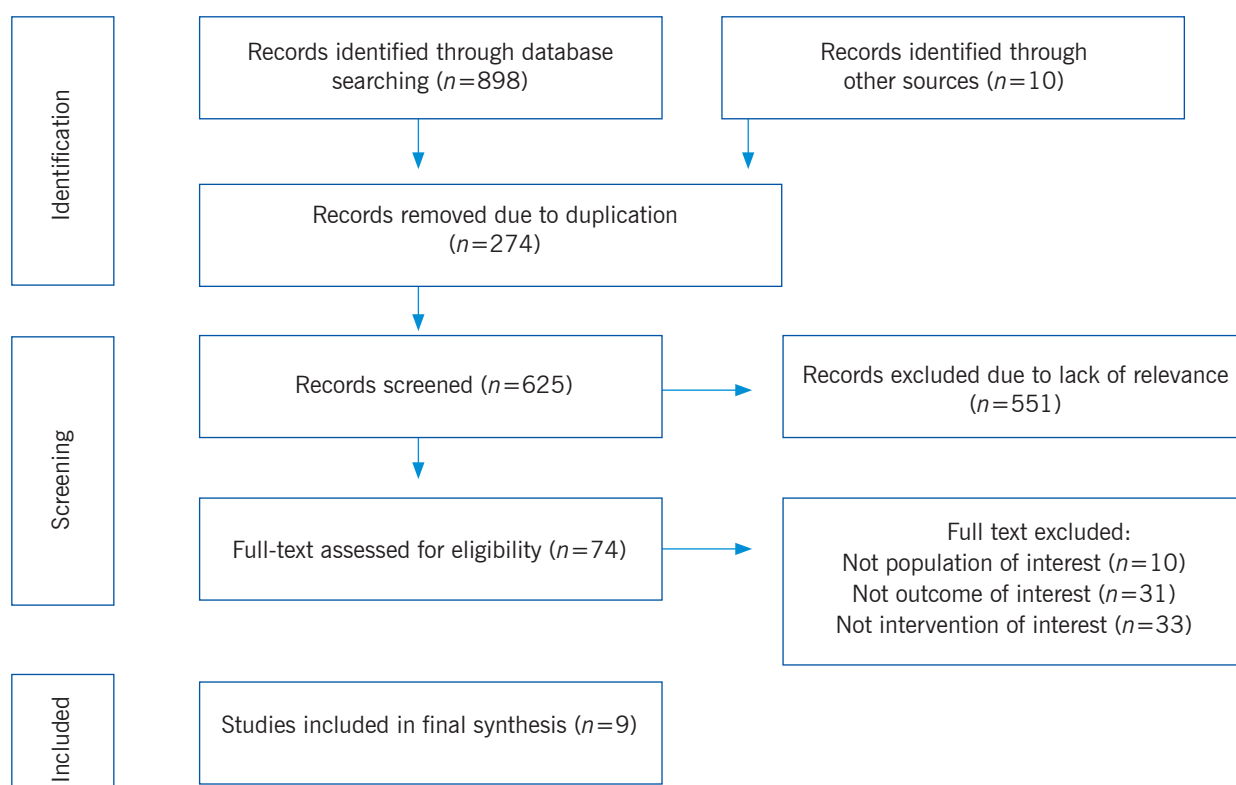 Identification
Records identified through database
searching (n=898)
Records identified through
other sources (n=10)
Records removed due to duplication
(n=274)
Screening
Records screened (n=625)
Records excluded due to lack of relevance
(n=551)
Full-text assessed for eligibility (n=74)
Full text excluded:
Not population of interest (n=10)
Not outcome of interest (n=31)
Not intervention of interest (n=33)
Included
Studies included in final synthesis (n=9)